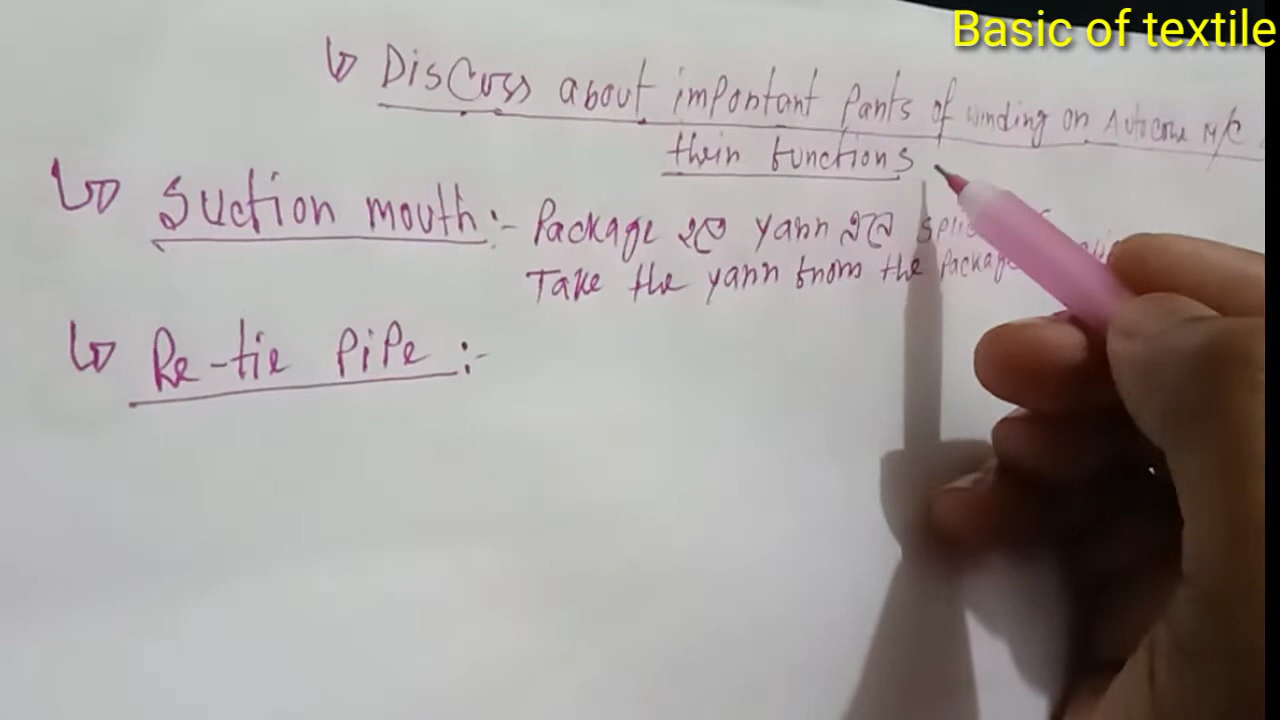 Basic of textile
Discuss about important parts of winding on Autocone M/C
their functions
Suction mouth:- Package হতে yarn
Take the yarn from the Package
Re-tie Pipe :-